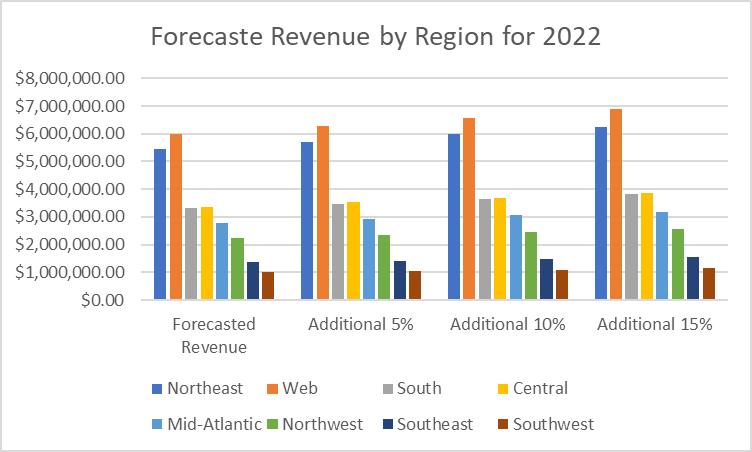 Forecaste Revenue by Region for 2022
$8,000,000.00
$7,000,000.00
$6,000,000.00
$5,000,000.00
$4,000,000.00
$3,000,000.00
$2,000,000.00
$1,000,000.00
$0.00
Forecasted Revenue
Additional 5%
Additional 10%
Additional 15%
Northeast Web South Central
Mid-Atlantic Northwest Southeast Southwest